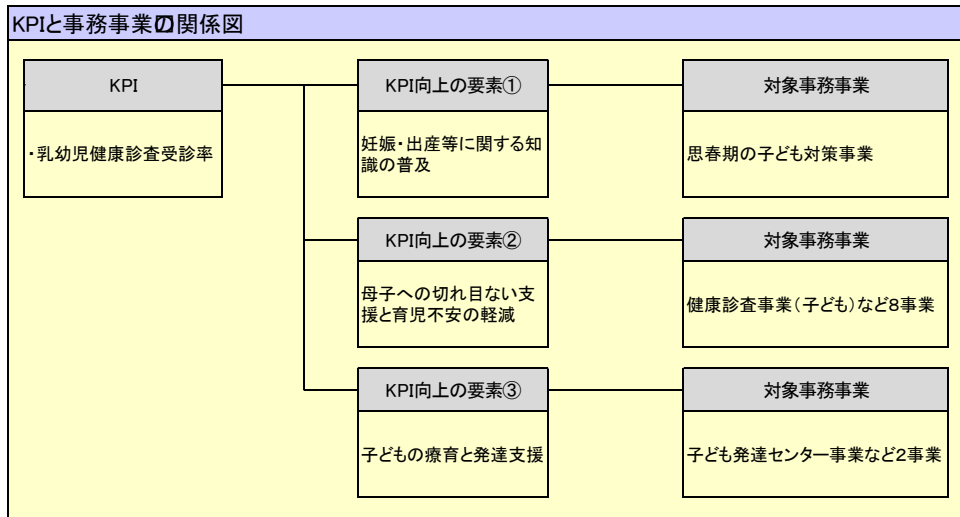 KPIと事務事業の関係図
KPI
・乳幼児健康診査受診率
KPI向上の要素①
妊娠・出産等に関する知
識の普及
対象事務事業
思春期の子ども対策事業
KPI向上の要素②
母子への切れ目ない支
援と育児不安の軽減
対象事務事業
健康診査事業(子ども)など8事業
KPI向上の要素③
子どもの療育と発達支援
対象事務事業
子ども発達センター事業など2事業